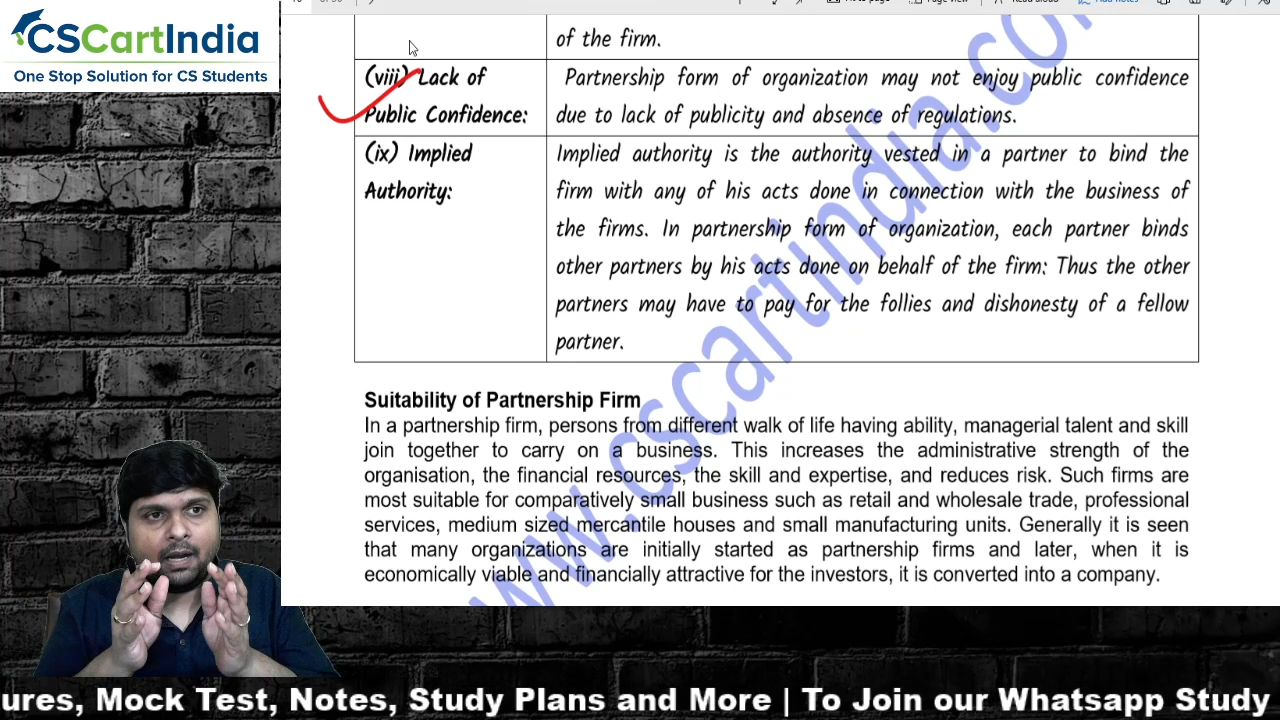 CSCartIndia
One Stop Solution for CS Students
of the firm.
(viii) Lack of
Public Confidence:
Partnership form of organization may not enjoy public confidence
due to lack of publicity and absence of regulations.
(ix) Implied
Authority:
Implied authority is the authority vested in a partner to bind the
firm with any of his acts done in connection with the business of
the firms. In partnership form of organization, each partner binds
other partners by his acts done on behalf of the firm: Thus the other
partners may have to pay for the follies and dishonesty of a fellow
partner.
Suitability of Partnership Firm
In a partnership firm, persons from different walk of life having ability, managerial talent and skill
join together to carry on a business. This increases the administrative strength of the
organisation, the financial resources, the skill and expertise, and reduces risk. Such firms are
most suitable for comparatively small business such as retail and wholesale trade, professional
services, medium sized mercantile houses and small manufacturing units. Generally it is seen
that many organizations are initially started as partnership firms and later, when it is
economically viable and financially attractive for the investors, it is converted into a company.
www.cscartindia.co
ures, Mock Test, Notes, Study Plans and More | To Join our Whatsapp Study